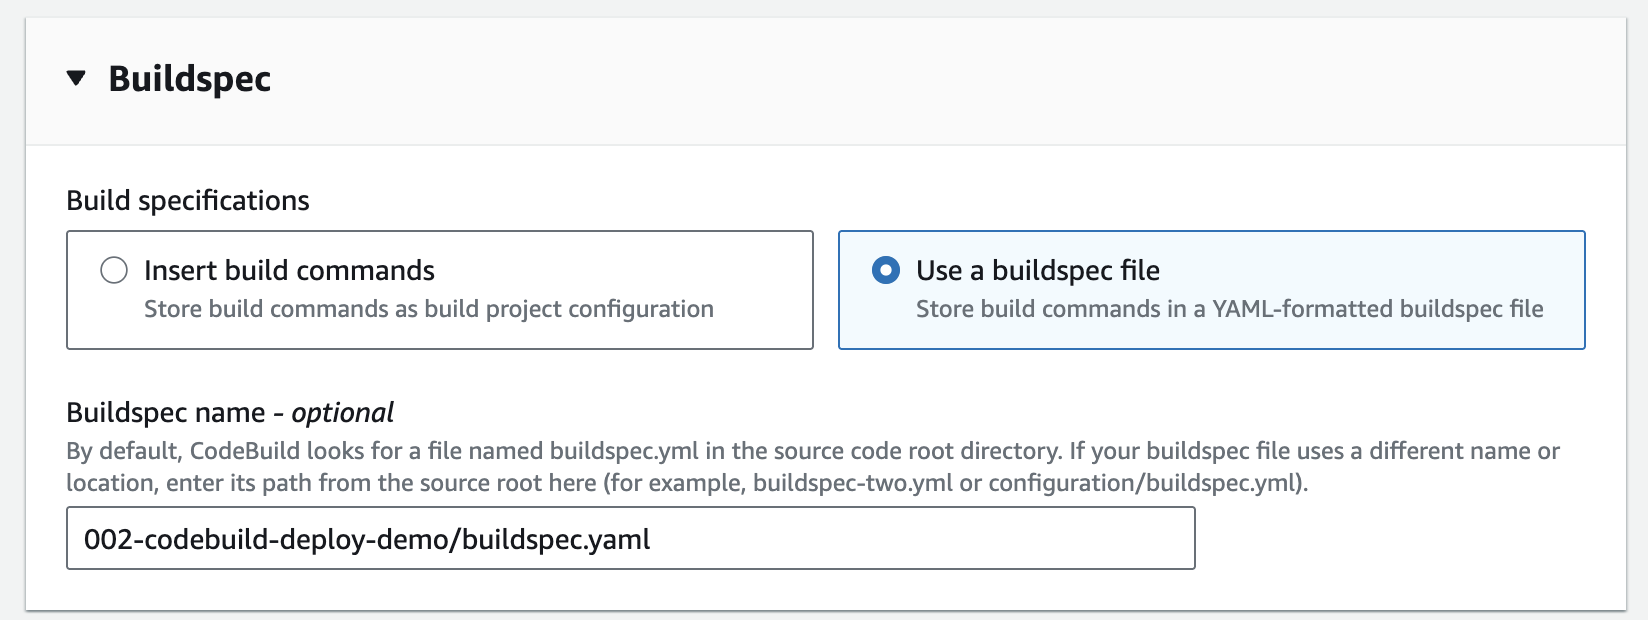 Buildspec
Build specifications
Insert build commands
Store build commands as build project configuration
Use a buildspec file
Store build commands in a YAML-formatted buildspec file
Buildspec name - optional
By default, CodeBuild looks for a file named buildspec.yml in the source code root directory. If your buildspec file uses a different name or
location, enter its path from the source root here (for example, buildspec-two.yml or configuration/buildspec.yml).
002-codebuild-deploy-demo/buildspec.yaml